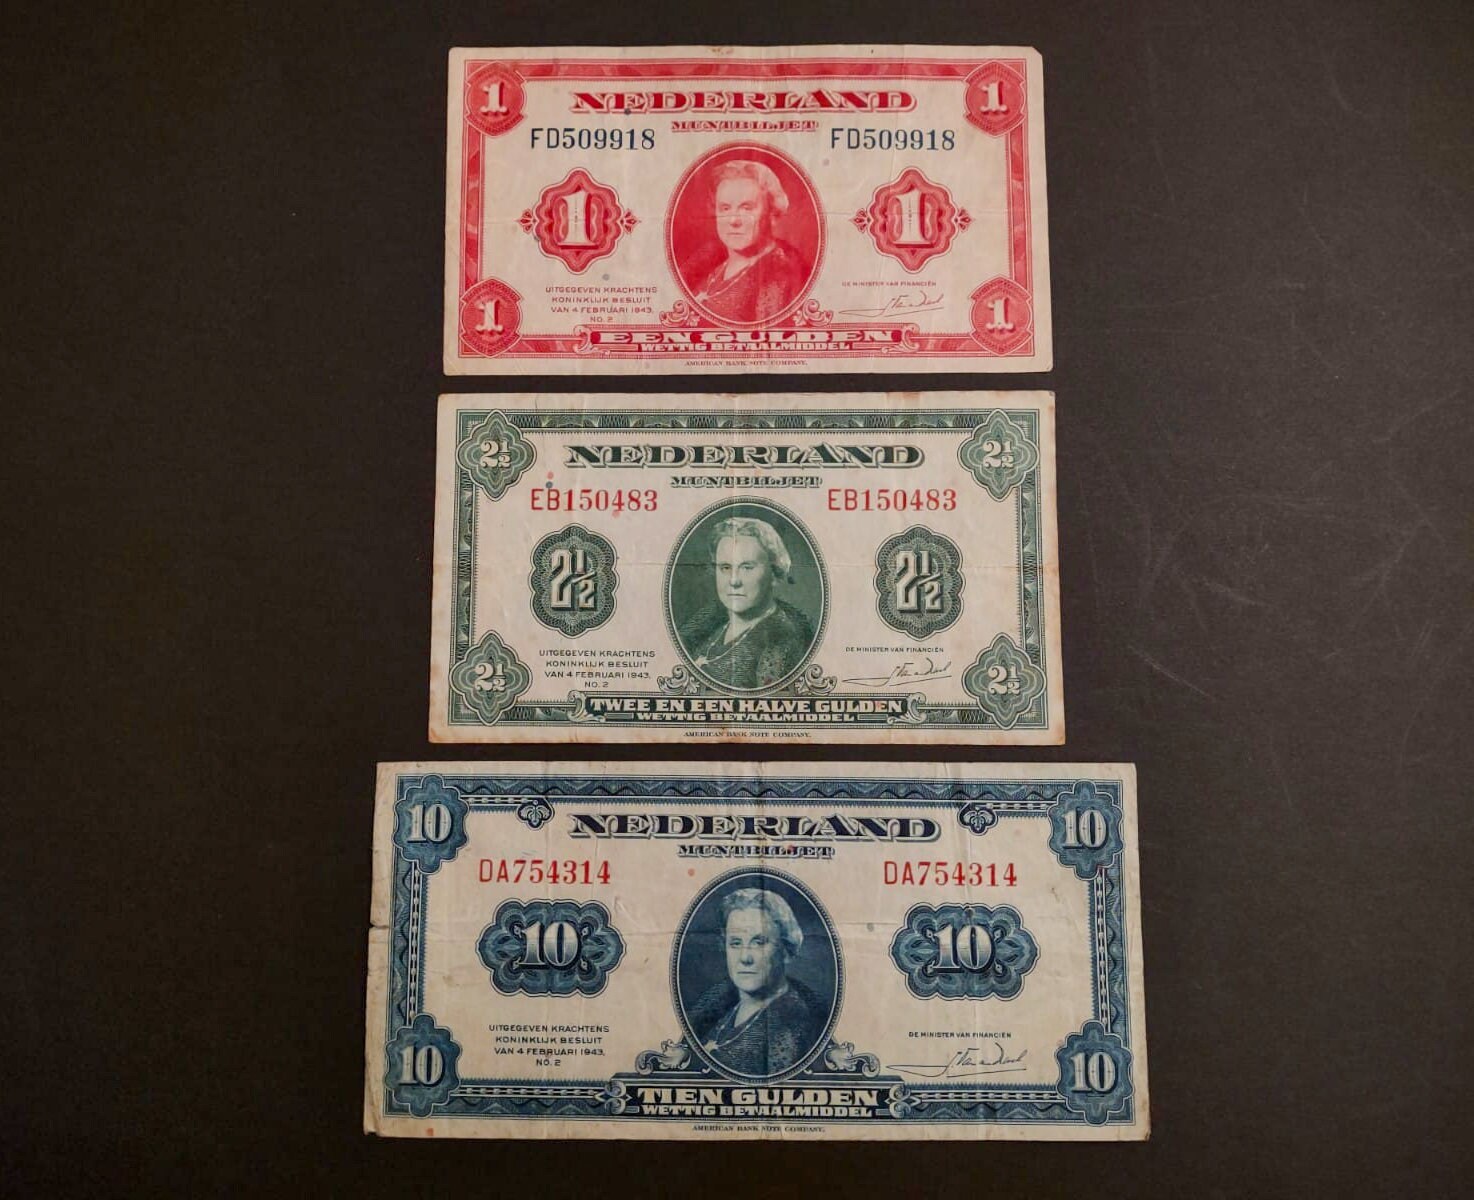 1 NEDERLAND 1
MUNTBILJET
FD509918 FD509918
1 1
UITGEGEVEN KRACHTENS
KONINKLIJK BESLUIT
VAN 4 FEBRUARI 1943.
NO. 2
DE MINISTER VAN FINANCIËN
1 EEN GULDEN 1
WETTIG BETAALMIDDEL
AMERICAN BANK NOTE COMPANY.
2½ NEDERLAND 2½
MUNTBILJET
EB150483 EB150483
2½ 2½
UITGEGEVEN KRACHTENS
KONINKLIJK BESLUIT
VAN 4 FEBRUARI 1943.
NO. 2
DE MINISTER VAN FINANCIËN
2½ 2½
TWEE EN EEN HALVE GULDEN
WETTIG BETAALMIDDEL
AMERICAN BANK NOTE COMPANY.
10 NEDERLAND 10
MUNTBILJET
DA754314 DA754314
10 10
UITGEGEVEN KRACHTENS
KONINKLIJK BESLUIT
VAN 4 FEBRUARI 1943.
NO. 2
DE MINISTER VAN FINANCIËN
10 10
TIEN GULDEN
WETTIG BETAALMIDDEL
AMERICAN BANK NOTE COMPANY.